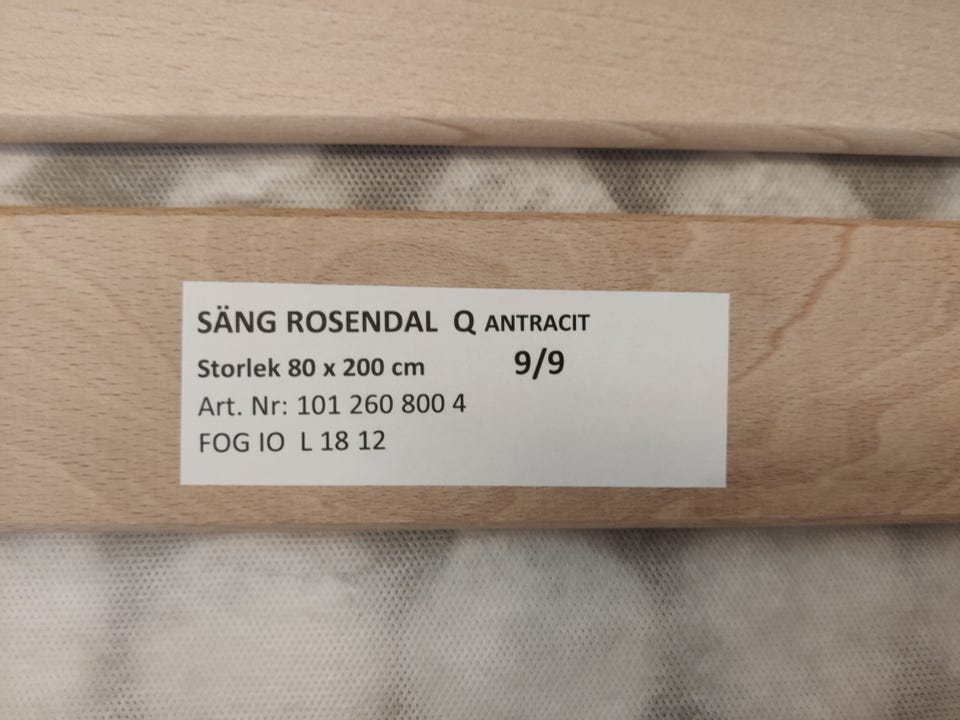 SÄNG ROSENDAL Q ANTRACIT
Storlek 80 x 200 cm 9/9
Art. Nr: 101 260 800 4
FOG IO L 18 12